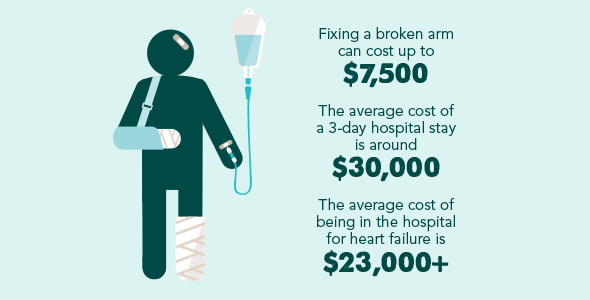 Fixing a broken arm
can cost up to
$7,500
The average cost of
a 3-day hospital stay
is around
$30,000
The average cost of
being in the hospital
for heart failure is
$23,000+